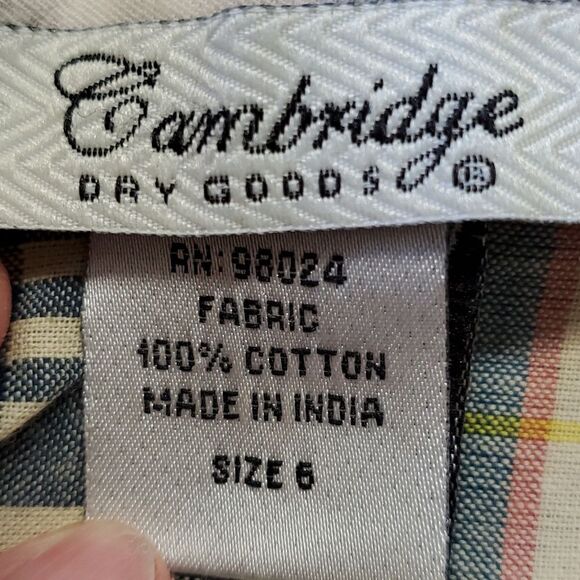 Cambridge
DRY GOODS ®
RN: 98024
FABRIC
100% COTTON
MADE IN INDIA
SIZE 6